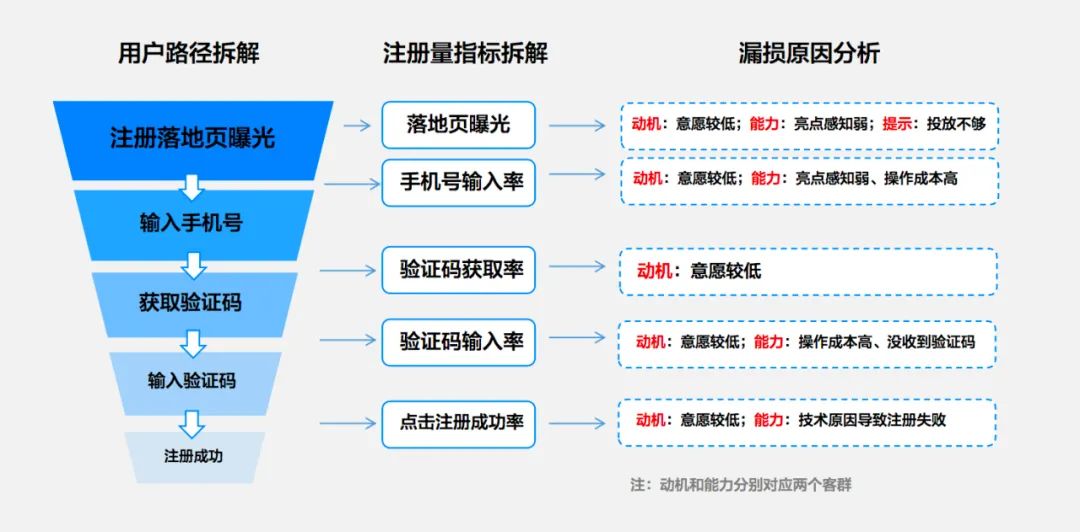 用户路径拆解
注册量指标拆解
漏损原因分析
注册落地页曝光
落地页曝光
动机：意愿较低；能力：亮点感知弱；提示：投放不够
手机号输入率
动机：意愿较低；能力：亮点感知弱、操作成本高
输入手机号
验证码获取率
动机：意愿较低
获取验证码
验证码输入率
动机：意愿较低；能力：操作成本高、没收到验证码
输入验证码
点击注册成功率
动机：意愿较低；能力：技术原因导致注册失败
注册成功
注：动机和能力分别对应两个客群